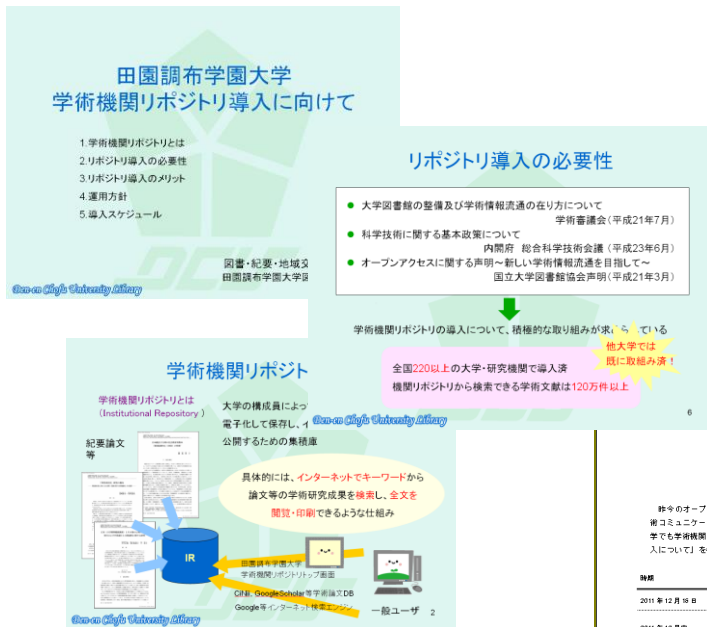 田園調布学園大学
学術機関リポジトリ導入に向けて
1.学術機関リポジトリとは
2.リポジトリ導入の必要性
3.リポジトリ導入のメリット
4.運用方針
5.導入スケジュール
図書・紀要・地域交
田園調布学園大学図
Den-en Chofu University Library
リポジトリ導入の必要性
● 大学図書館の整備及び学術情報流通の在り方について
学術審議会(平成21年7月)
● 科学技術に関する基本政策について
内閣府 総合科学技術会議(平成23年6月)
● オープンアクセスに関する声明~新しい学術情報流通を目指して~
国立大学図書館協会声明(平成21年3月)
学術機関リポジトリの導入について、積極的な取り組みが求められている
他大学では
既に取組み済!
全国220以上の大学・研究機関で導入済
機関リポジトリから検索できる学術文献は120万件以上
6
Den-en Chofu University Library
学術機関リポジト
学術機関リポジトリとは
(Institutional Repository )
大学の構成員によっ
電子化して保存し、イ
公開するための集積庫
紀要論文
等
具体的には、インターネットでキーワードから
論文等の学術研究成果を検索し、全文を
閲覧・印刷できるような仕組み
IR
田園調布学園大学
学術機関リポジトリトップ画面
CiNii、GoogleScholar等学術論文DB
Google等インターネット検索エンジン
一般ユーザ
2
Den-en Chofu University Library
昨今のオープ
術コミュニケー
学でも学術機関
入について」を
時期
2011 年 12 月 18 日